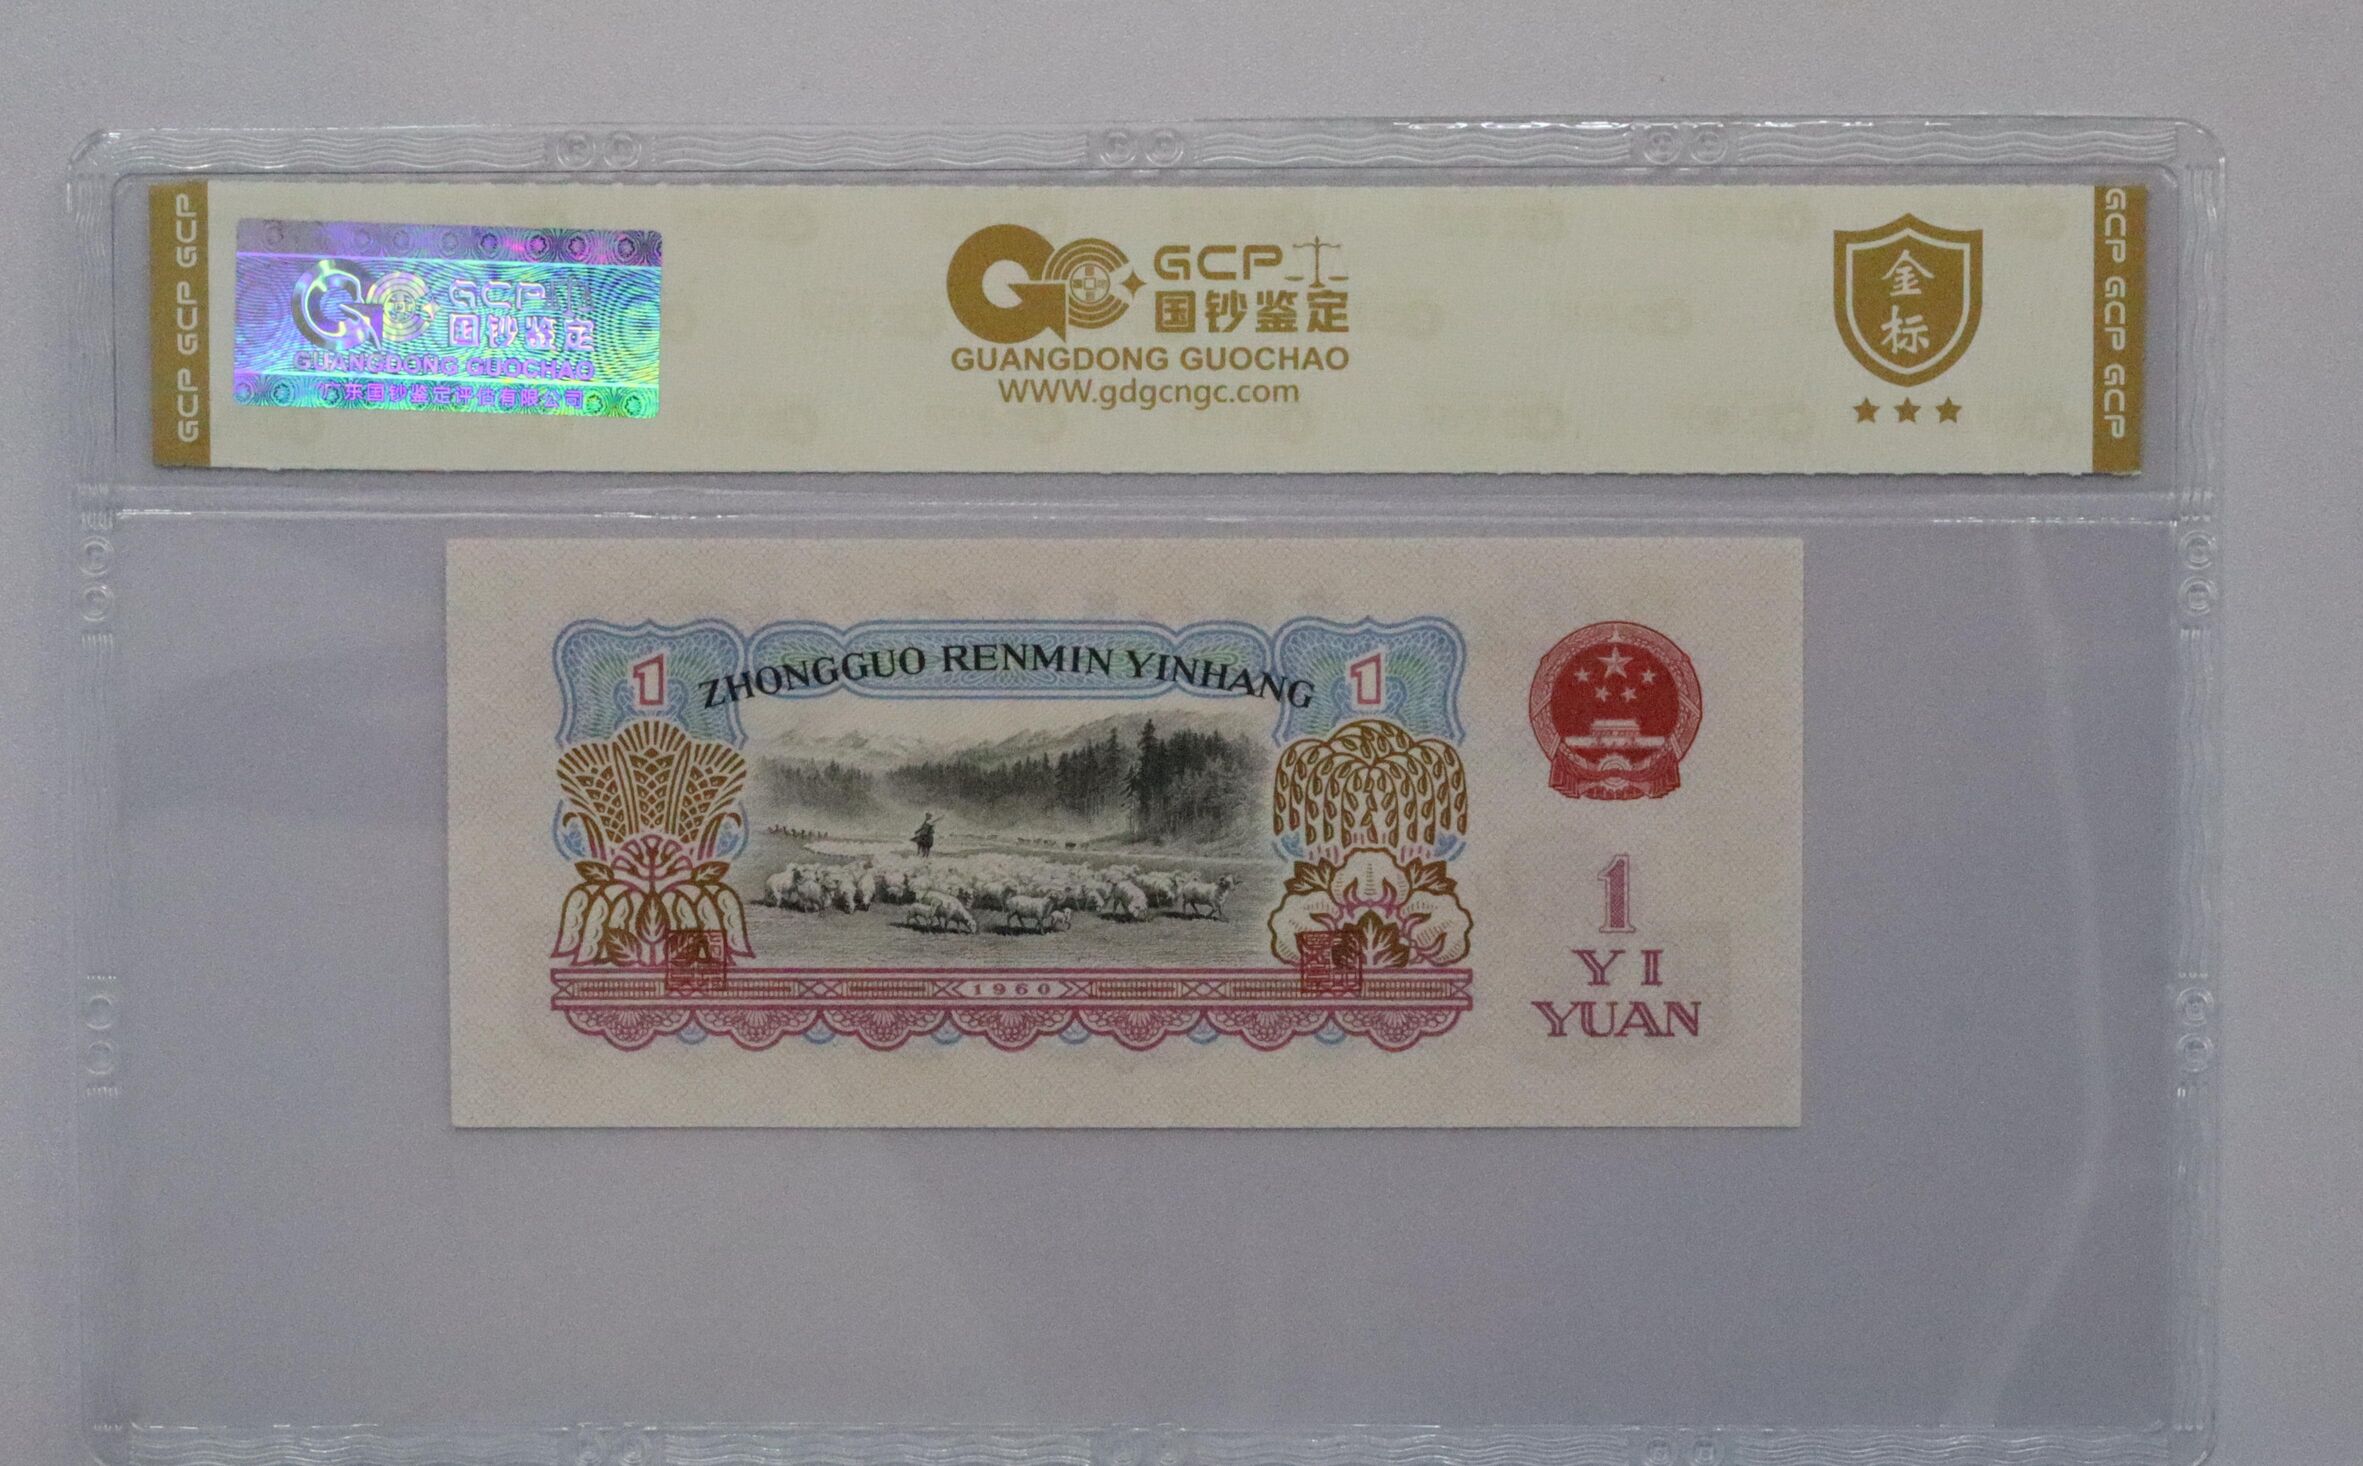 GCP GCP GCP
GCP
国钞鉴定
GUANGDONG GUOCHAO
广东国钞鉴定评估有限公司
GCP
国钞鉴定
GUANGDONG GUOCHAO
WWW.gdgcngc.com
金标
GCP GCP GCP
ZHONGGUO RENMIN YINHANG
1
1
1960
1
YI
YUAN